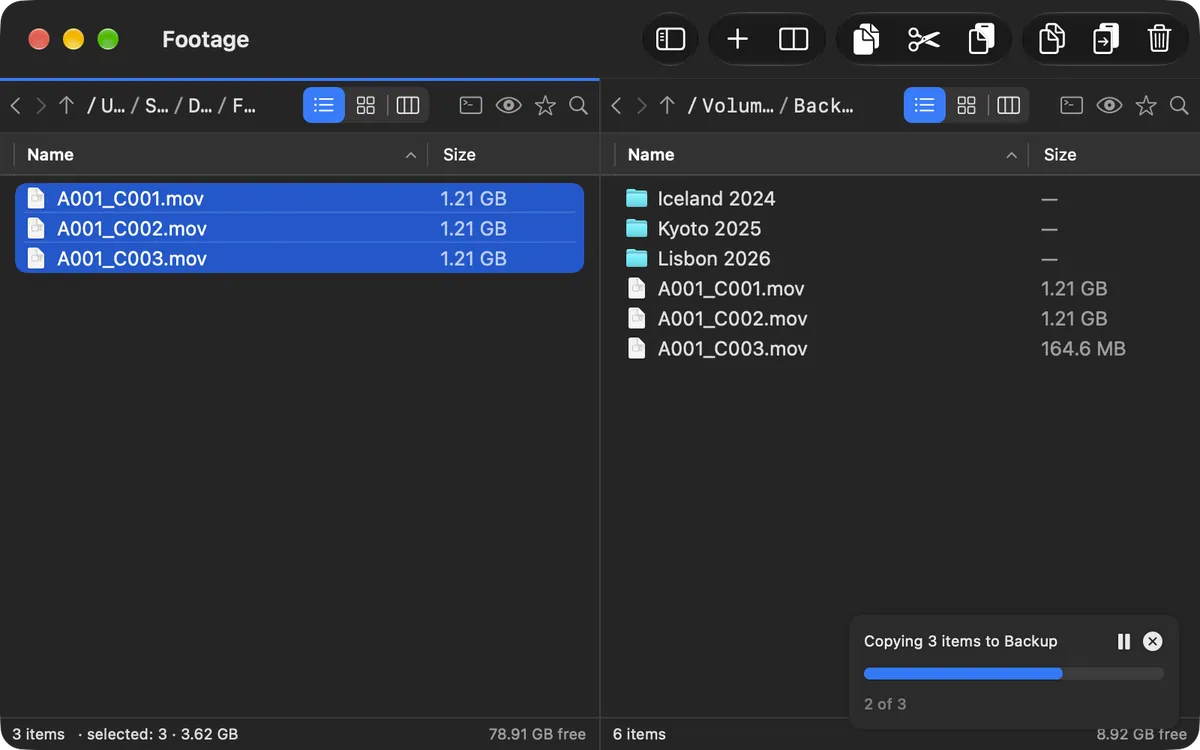 Footage
/ U… / S… / D… / F…
/ Volum… / Back…
Name Size
A001_C001.mov 1.21 GB
A001_C002.mov 1.21 GB
A001_C003.mov 1.21 GB
Name Size
Iceland 2024 —
Kyoto 2025 —
Lisbon 2026 —
A001_C001.mov 1.21 GB
A001_C002.mov 1.21 GB
A001_C003.mov 164.6 MB
Copying 3 items to Backup
2 of 3
3 items · selected: 3 · 3.62 GB 78.91 GB free
6 items 8.92 GB free